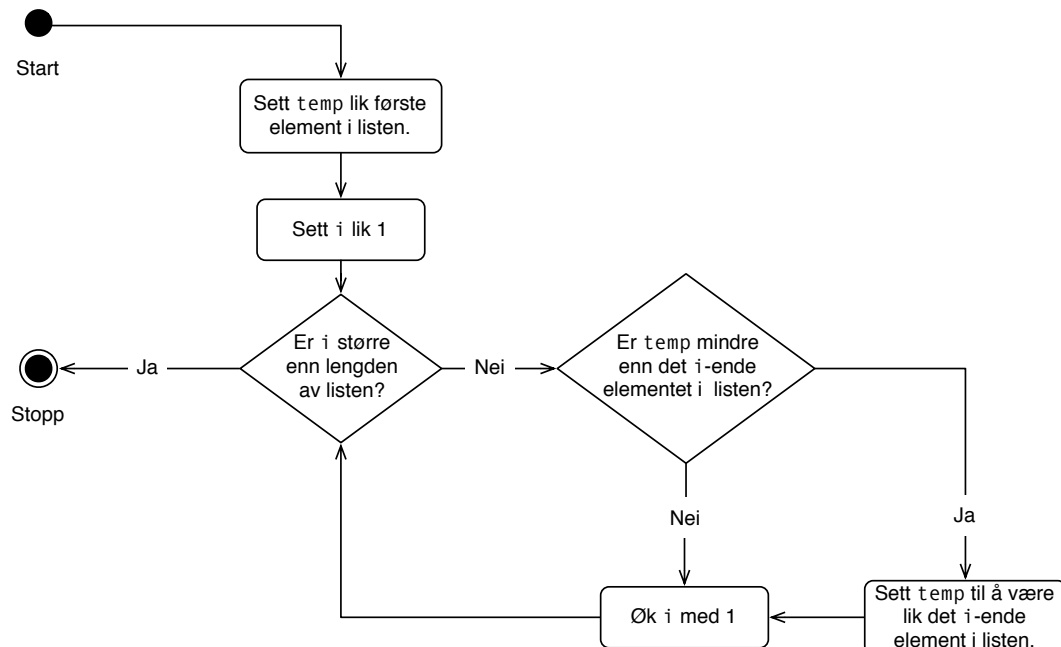 Start
Sett temp lik første
element i listen.
Sett i lik 1
Er i større
enn lengden
av listen?
Ja
Stopp
Nei
Er temp mindre
enn det i-ende
elementet i listen?
Nei
Ja
Øk i med 1
Sett temp til å være
lik det i-ende
element i listen.